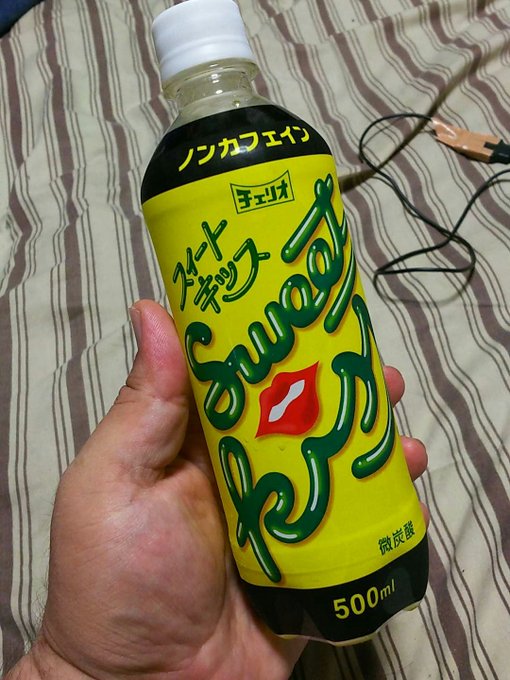 ノンカフェイン
チェリオ
スィート
キッス
Sweet
kiss
微炭酸
500ml